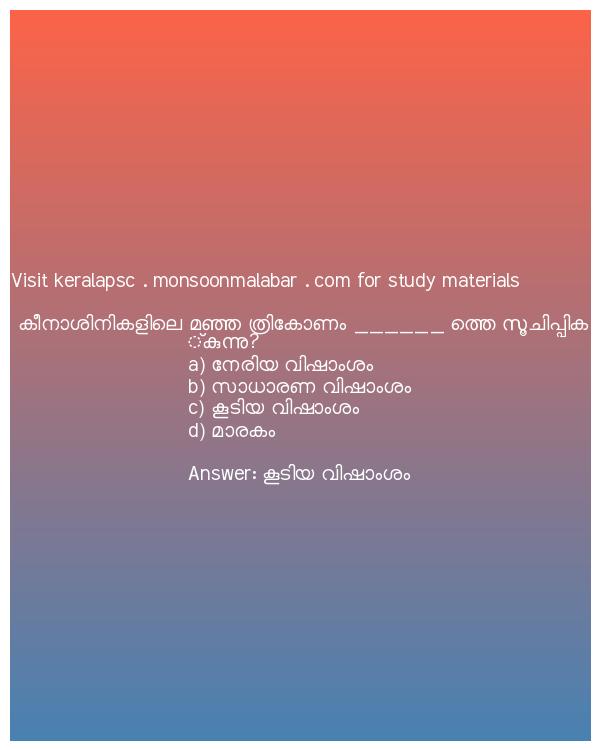 Visit keralapsc . monsoonmalabar . com for study materials
കീനാശിനികളിലെ മഞ്ഞ ത്രികോണം ______ ത്തെ സൂചിപ്പിക
്കുന്നു?
a) നേരിയ വിഷാംശം
b) സാധാരണ വിഷാംശം
c) കൂടിയ വിഷാംശം
d) മാരകം
Answer: കൂടിയ വിഷാംശം